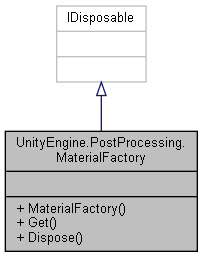 IDisposable
UnityEngine.PostProcessing.
MaterialFactory
+ MaterialFactory()
+ Get()
+ Dispose()